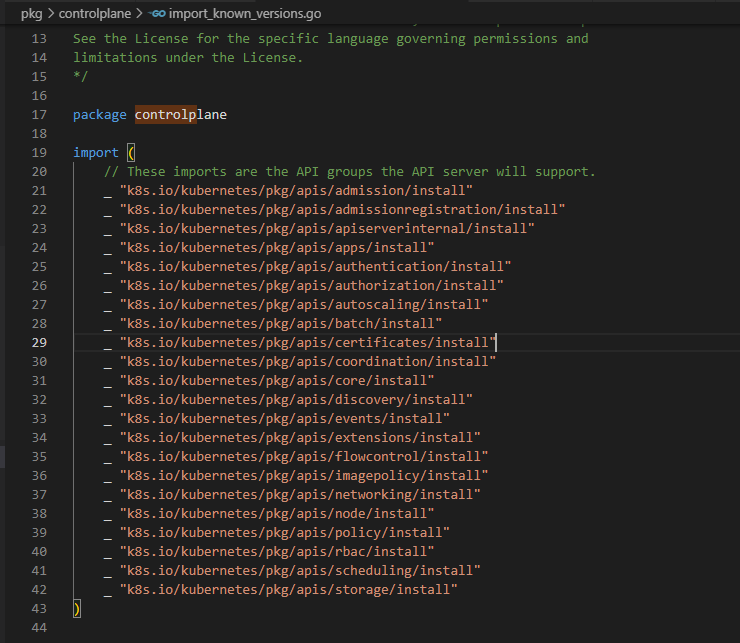 pkg > controlplane > GO import_known_versions.go
13 See the License for the specific language governing permissions and
14 limitations under the License.
15 */
16
17 package controlplane
18
19 import (
20 // These imports are the API groups the API server will support.
21 _ "k8s.io/kubernetes/pkg/apis/admission/install"
22 _ "k8s.io/kubernetes/pkg/apis/admissionregistration/install"
23 _ "k8s.io/kubernetes/pkg/apis/apiserverinternal/install"
24 _ "k8s.io/kubernetes/pkg/apis/apps/install"
25 _ "k8s.io/kubernetes/pkg/apis/authentication/install"
26 _ "k8s.io/kubernetes/pkg/apis/authorization/install"
27 _ "k8s.io/kubernetes/pkg/apis/autoscaling/install"
28 _ "k8s.io/kubernetes/pkg/apis/batch/install"
29 _ "k8s.io/kubernetes/pkg/apis/certificates/install"
30 _ "k8s.io/kubernetes/pkg/apis/coordination/install"
31 _ "k8s.io/kubernetes/pkg/apis/core/install"
32 _ "k8s.io/kubernetes/pkg/apis/discovery/install"
33 _ "k8s.io/kubernetes/pkg/apis/events/install"
34 _ "k8s.io/kubernetes/pkg/apis/extensions/install"
35 _ "k8s.io/kubernetes/pkg/apis/flowcontrol/install"
36 _ "k8s.io/kubernetes/pkg/apis/imagepolicy/install"
37 _ "k8s.io/kubernetes/pkg/apis/networking/install"
38 _ "k8s.io/kubernetes/pkg/apis/node/install"
39 _ "k8s.io/kubernetes/pkg/apis/policy/install"
40 _ "k8s.io/kubernetes/pkg/apis/rbac/install"
41 _ "k8s.io/kubernetes/pkg/apis/scheduling/install"
42 _ "k8s.io/kubernetes/pkg/apis/storage/install"
43 )
44